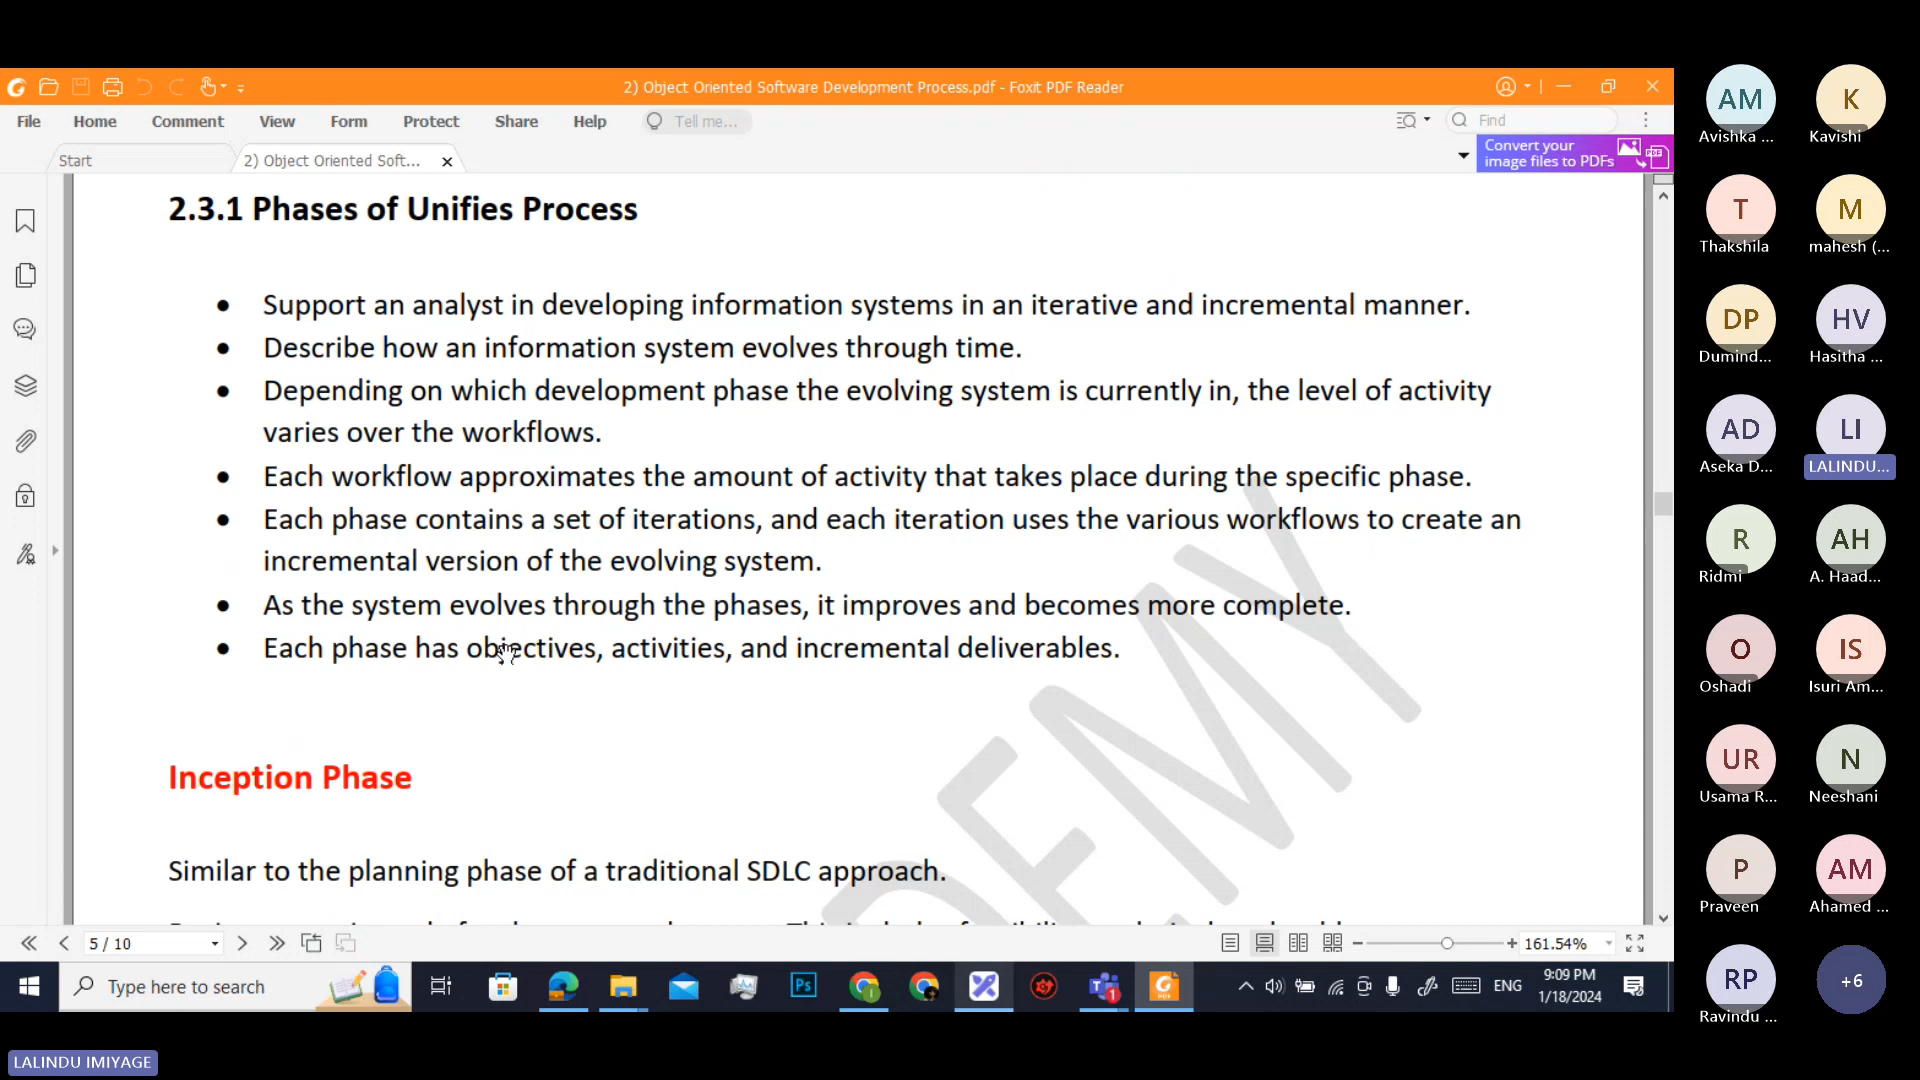 2) Object Oriented Software Development Process.pdf - Foxit PDF Reader
File Home Comment View Form Protect Share Help Tell me... Find
Start
2) Object Oriented Soft...
Convert your
image files to PDFs
2.3.1 Phases of Unifies Process
• Support an analyst in developing information systems in an iterative and incremental manner.
• Describe how an information system evolves through time.
• Depending on which development phase the evolving system is currently in, the level of activity
varies over the workflows.
• Each workflow approximates the amount of activity that takes place during the specific phase.
• Each phase contains a set of iterations, and each iteration uses the various workflows to create an
incremental version of the evolving system.
• As the system evolves through the phases, it improves and becomes more complete.
• Each phase has objectives, activities, and incremental deliverables.
DEMY
Inception Phase
Similar to the planning phase of a traditional SDLC approach.
5 / 10
161.54%
Type here to search
Ps
ENG
9:09 PM
1/18/2024
AM K
Avishka ... Kavishi
T M
Thakshila mahesh (...
DP HV
Dumind... Hasitha ...
AD LI
Aseka D... LALINDU...
R AH
Ridmi A. Haad...
O IS
Oshadi Isuri Am...
UR N
Usama R... Neeshani
P AM
Praveen Ahamed ...
RP +6
Ravindu ...
LALINDU IMIYAGE